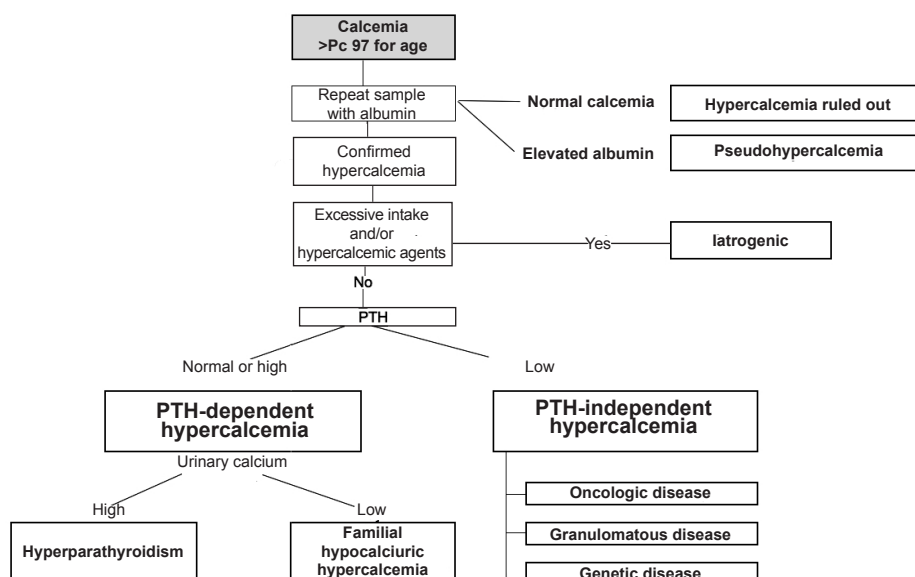 Calcemia
>Pc 97 for age
Repeat sample
with albumin
Normal calcemia
Hypercalcemia ruled out
Elevated albumin
Pseudohypercalcemia
Confirmed
hypercalcemia
Excessive intake
and/or
hypercalcemic agents
Yes
Iatrogenic
No
PTH
Normal or high
Low
PTH-dependent
hypercalcemia
PTH-independent
hypercalcemia
Urinary calcium
High
Low
Hyperparathyroidism
Familial
hypocalciuric
hypercalcemia
Oncologic disease
Granulomatous disease
Genetic disease